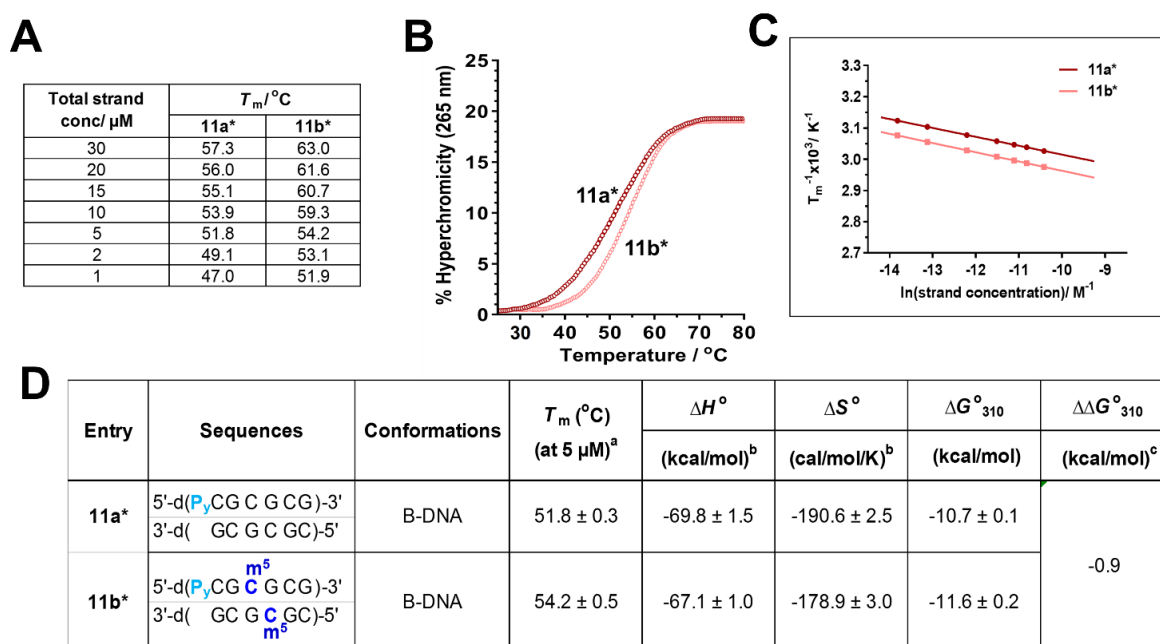 A
Total strand conc/ µM | Tm/ °C
11a* | 11b*
30 | 57.3 | 63.0
20 | 56.0 | 61.6
15 | 55.1 | 60.7
10 | 53.9 | 59.3
5 | 51.8 | 54.2
2 | 49.1 | 53.1
1 | 47.0 | 51.9
B
% Hyperchromicity (265 nm)
25
20
15
10
5
0
11a*
11b*
30 40 50 60 70 80
Temperature / °C
C
Tm⁻¹x10³/ K⁻¹
3.3
3.2
3.1
3.0
2.9
2.8
2.7
11a*
11b*
-14 -13 -12 -11 -10 -9
ln(strand concentration)/ M⁻¹
D
Entry | Sequences | Conformations | Tm (°C) (at 5 µM)ᵃ | ΔH° (kcal/mol)ᵇ | ΔS° (cal/mol/K)ᵇ | ΔG°310 (kcal/mol) | ΔΔG°310 (kcal/mol)ᶜ
11a* | 5'-d(PyCG C GCG)-3' | B-DNA | 51.8 ± 0.3 | -69.8 ± 1.5 | -190.6 ± 2.5 | -10.7 ± 0.1 | -0.9
3'-d( GC G CGC)-5'
m⁵
11b* | 5'-d(PyCG C GCG)-3' | B-DNA | 54.2 ± 0.5 | -67.1 ± 1.0 | -178.9 ± 3.0 | -11.6 ± 0.2
3'-d( GC G C GC)-5'
m⁵